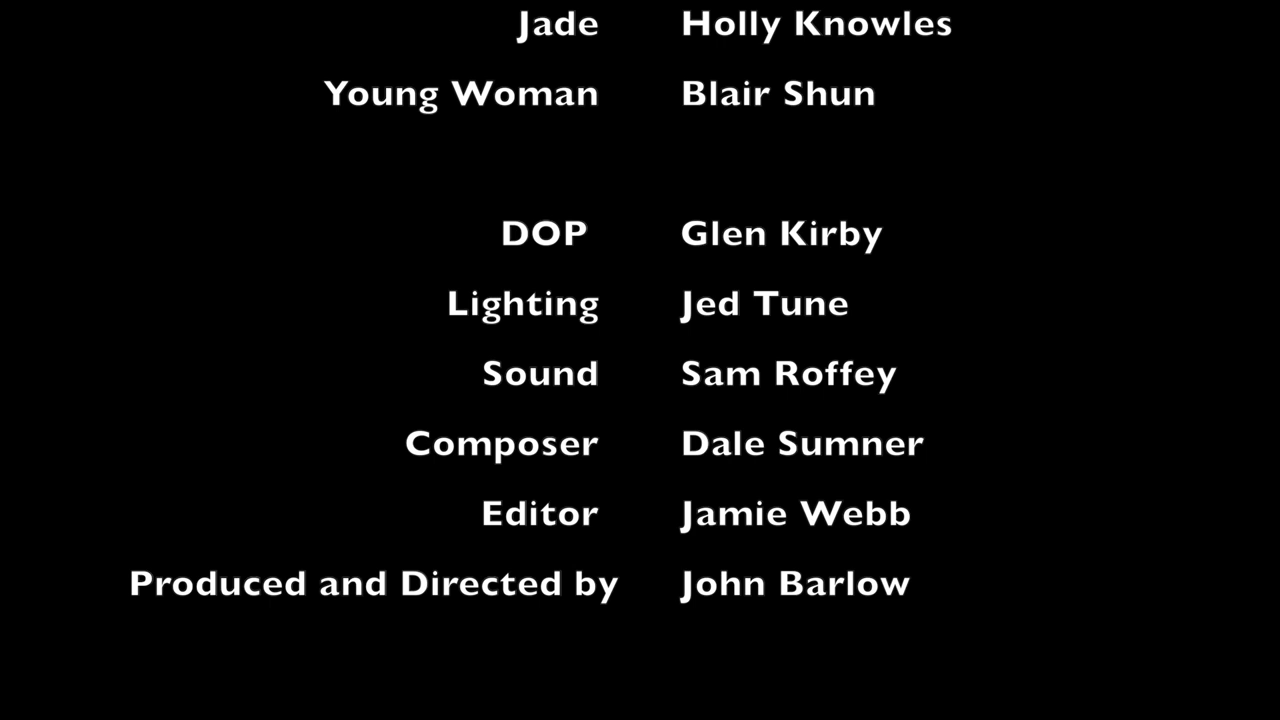 Jade Holly Knowles
Young Woman Blair Shun
DOP Glen Kirby
Lighting Jed Tune
Sound Sam Roffey
Composer Dale Sumner
Editor Jamie Webb
Produced and Directed by John Barlow